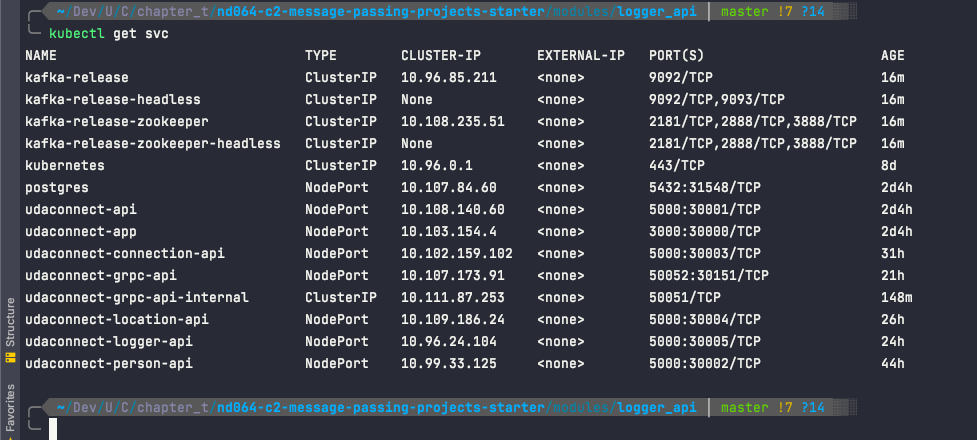 ~/Dev/U/C/chapter_t/nd064-c2-message-passing-projects-starter/modules/logger_api master !7 ?14
kubectl get svc
NAME TYPE CLUSTER-IP EXTERNAL-IP PORT(S) AGE
kafka-release ClusterIP 10.96.85.211 <none> 9092/TCP 16m
kafka-release-headless ClusterIP None <none> 9092/TCP,9093/TCP 16m
kafka-release-zookeeper ClusterIP 10.108.235.51 <none> 2181/TCP,2888/TCP,3888/TCP 16m
kafka-release-zookeeper-headless ClusterIP None <none> 2181/TCP,2888/TCP,3888/TCP 16m
kubernetes ClusterIP 10.96.0.1 <none> 443/TCP 8d
postgres NodePort 10.107.84.60 <none> 5432:31548/TCP 2d4h
udaconnect-api NodePort 10.108.140.60 <none> 5000:30001/TCP 2d4h
udaconnect-app NodePort 10.103.154.4 <none> 3000:30000/TCP 2d4h
udaconnect-connection-api NodePort 10.102.159.102 <none> 5000:30003/TCP 31h
udaconnect-grpc-api NodePort 10.107.173.91 <none> 50052:30151/TCP 21h
udaconnect-grpc-api-internal ClusterIP 10.111.87.253 <none> 50051/TCP 148m
udaconnect-location-api NodePort 10.109.186.24 <none> 5000:30004/TCP 26h
udaconnect-logger-api NodePort 10.96.24.104 <none> 5000:30005/TCP 24h
udaconnect-person-api NodePort 10.99.33.125 <none> 5000:30002/TCP 44h
~/Dev/U/C/chapter_t/nd064-c2-message-passing-projects-starter/modules/logger_api master !7 ?14
Structure
Favorites